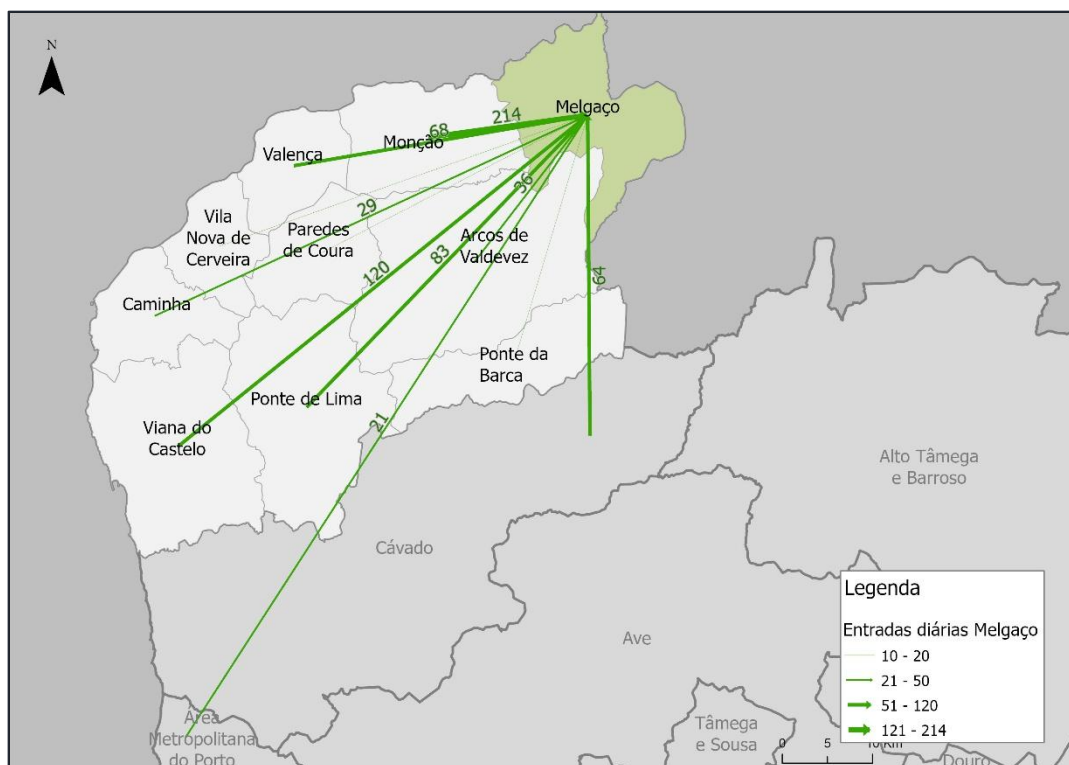 N
Melgaço
214
68
Monção
Valença
36
29
Vila
Nova de
Cerveira
Paredes
de Coura
Arcos de
Valdevez
83
120
64
Caminha
Ponte da
Barca
Ponte de Lima
21
Viana do
Castelo
Alto Tâmega
e Barroso
Cávado
Legenda
Entradas diárias Melgaço
10 - 20
21 - 50
51 - 120
121 - 214
Ave
Área
Metropolitana
do Porto
Tâmega
e Sousa
0 5 10 Km
Douro